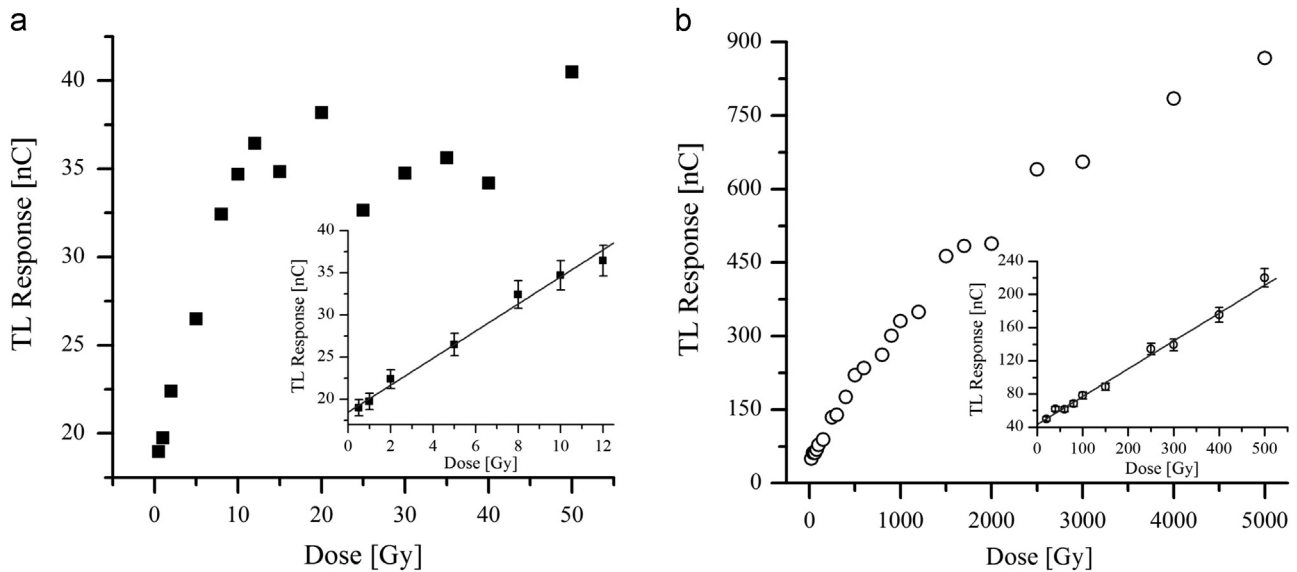 a
TL Response [nC]
40
35
30
25
20
0 10 20 30 40 50
Dose [Gy]
TL Response [nC]
40
35
30
25
20
0 2 4 6 8 10 12
Dose [Gy]
b
TL Response [nC]
900
750
600
450
300
150
0
0 1000 2000 3000 4000 5000
Dose [Gy]
TL Response [nC]
240
200
160
120
80
40
0 100 200 300 400 500
Dose [Gy]